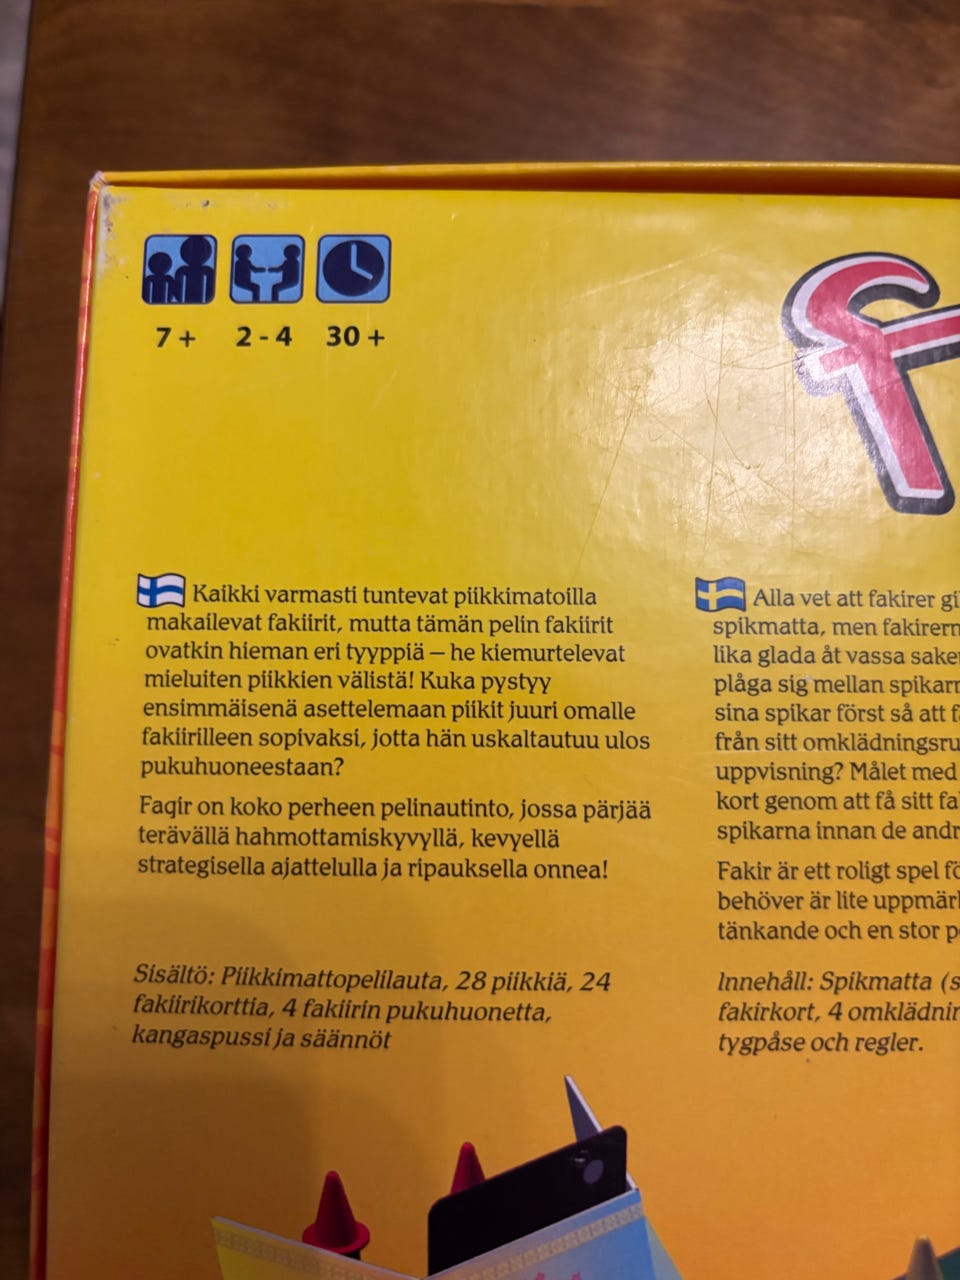 7 + 2 - 4 30 +
Kaikki varmasti tuntevat piikkimatoilla
makailevat fakiirit, mutta tämän pelin fakiirit
ovatkin hieman eri tyyppiä – he kiemurtelevat
mieluiten piikkien välistä! Kuka pystyy
ensimmäisenä asettelemaan piikit juuri omalle
fakiirilleen sopivaksi, jotta hän uskaltautuu ulos
pukuhuoneestaan?
Faqir on koko perheen pelinautinto, jossa pärjää
terävällä hahmottamiskyvyllä, kevyellä
strategisella ajattelulla ja ripauksella onnea!
Sisältö: Piikkimattopelilauta, 28 piikkiä, 24
fakiirikorttia, 4 fakiirin pukuhuonetta,
kangaspussi ja säännöt
Alla vet att fakirer
spikmatta, men
lika glada åt vassa
plåga sig mellan
sina spikar först så att
från sitt
uppvisning? Målet med
kort genom att få sitt
spikarna innan de
Fakir är ett roligt spel
behöver är lite
tänkande och en stor
Innehåll: Spikmatta
fakirkort, 4
tygpåse och regler.